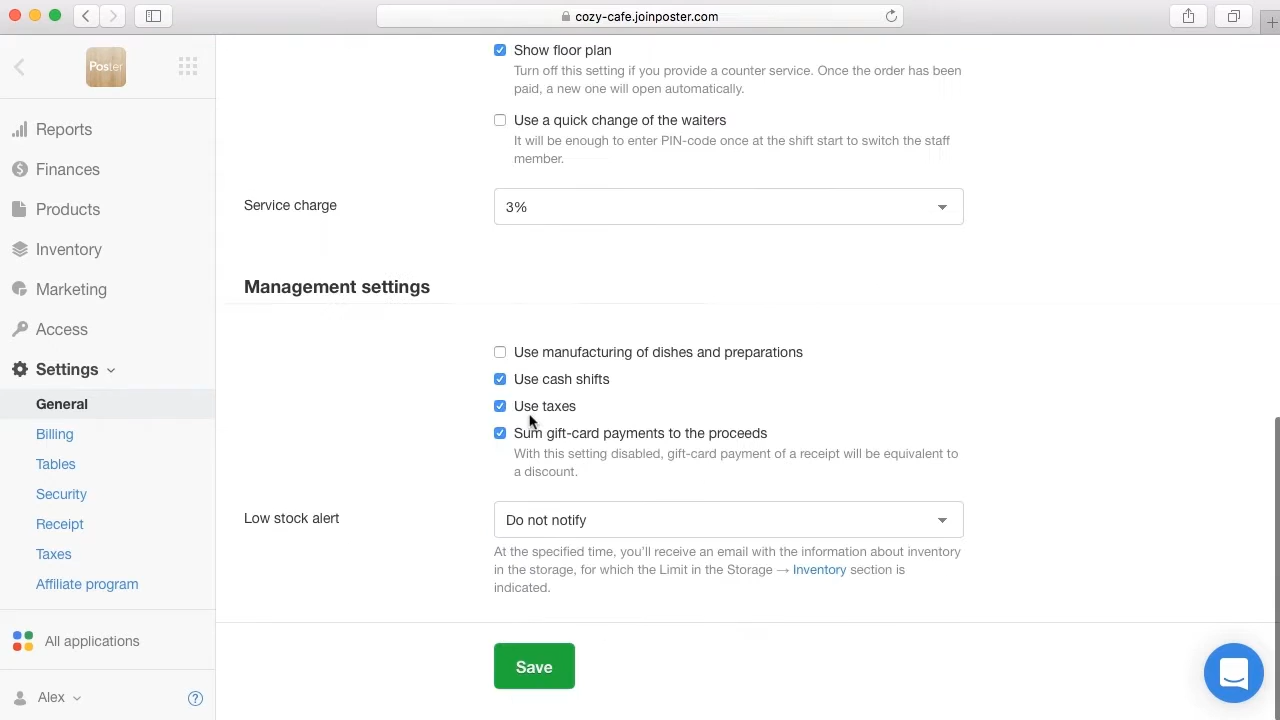 cozy-cafe.joinposter.com
Poster
Reports
Finances
Products
Inventory
Marketing
Access
Settings
General
Billing
Tables
Security
Receipt
Taxes
Affiliate program
All applications
Alex
?
Show floor plan
Turn off this setting if you provide a counter service. Once the order has been
paid, a new one will open automatically.
Use a quick change of the waiters
It will be enough to enter PIN-code once at the shift start to switch the staff
member.
Service charge
3%
Management settings
Use manufacturing of dishes and preparations
Use cash shifts
Use taxes
Sum gift-card payments to the proceeds
With this setting disabled, gift-card payment of a receipt will be equivalent to
a discount.
Low stock alert
Do not notify
At the specified time, you'll receive an email with the information about inventory
in the storage, for which the Limit in the Storage → Inventory section is
indicated.
Save